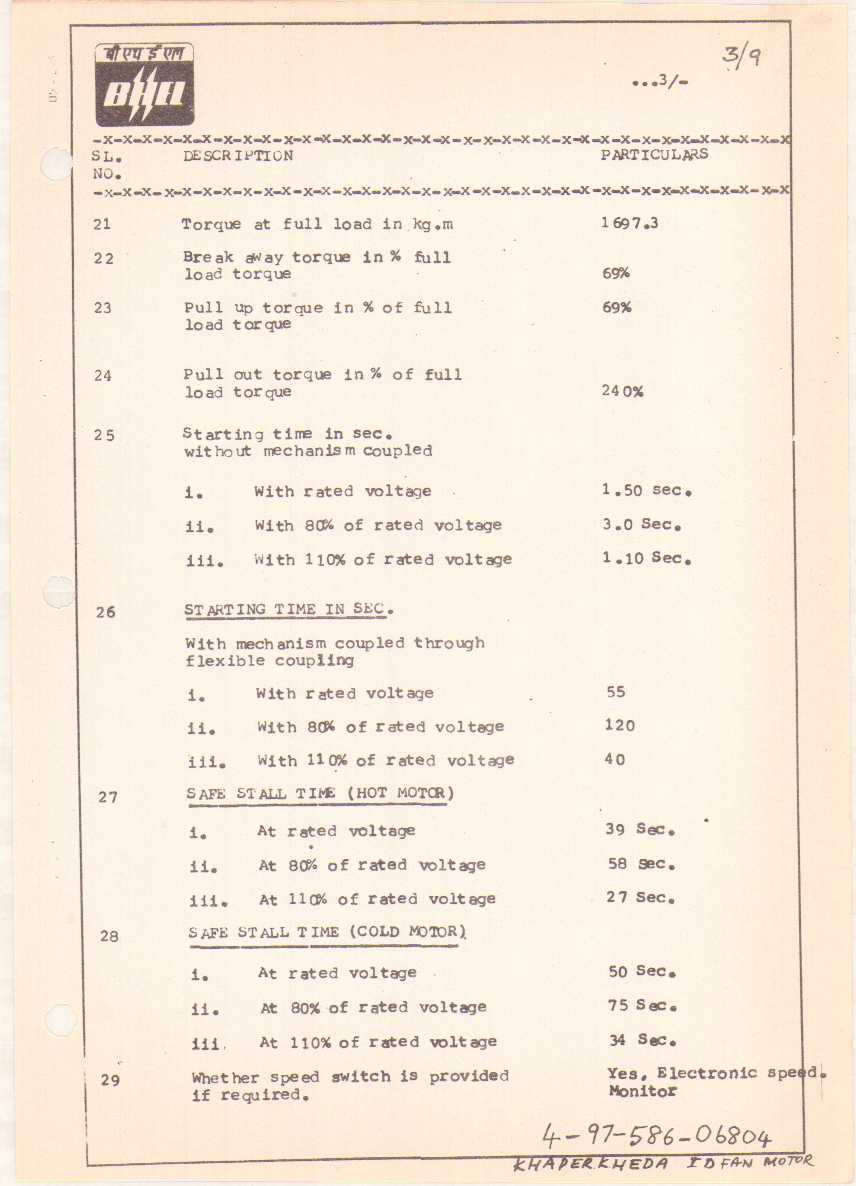 बी एच ई एल
BHEL
3/9
...3/-
-x-x-x-x-x-x-x-x-x-x-x-x-x-x-x-x-x-x-x-x-x-x-x-x-x-x-x-x-x-x-x-x-x-x-x
SL. DESCRIPTION PARTICULARS
NO.
-x-x-x-x-x-x-x-x-x-x-x-x-x-x-x-x-x-x-x-x-x-x-x-x-x-x-x-x-x-x-x-x-x-x-x
21 Torque at full load in kg.m 1697.3
22 Break away torque in % full
load torque 69%
23 Pull up torque in % of full 69%
load torque
24 Pull out torque in % of full
load torque 240%
25 Starting time in sec.
without mechanism coupled
i. With rated voltage 1.50 sec.
ii. With 80% of rated voltage 3.0 Sec.
iii. With 110% of rated voltage 1.10 Sec.
26 STARTING TIME IN SEC.
With mechanism coupled through
flexible coupling
i. With rated voltage 55
ii. With 80% of rated voltage 120
iii. With 110% of rated voltage 40
27 SAFE STALL TIME (HOT MOTOR)
i. At rated voltage 39 Sec.
ii. At 80% of rated voltage 58 sec.
iii. At 110% of rated voltage 27 Sec.
28 SAFE STALL TIME (COLD MOTOR)
i. At rated voltage 50 Sec.
ii. At 80% of rated voltage 75 Sec.
iii. At 110% of rated voltage 34 Sec.
29 Whether speed switch is provided Yes, Electronic speed.
if required. Monitor
4-97-586-06804
KHAPERKHEDA ID FAN MOTOR